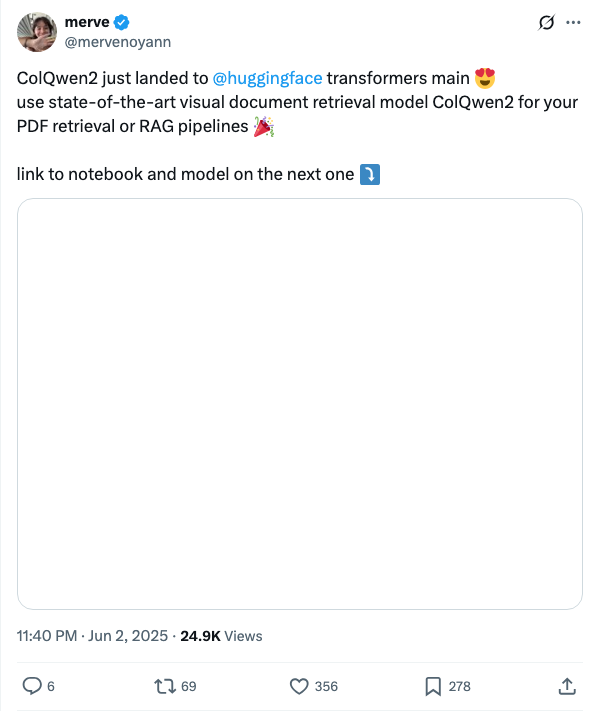 merve
@mervenoyann
ColQwen2 just landed to @huggingface transformers main 😍
use state-of-the-art visual document retrieval model ColQwen2 for your
PDF retrieval or RAG pipelines 🎉
link to notebook and model on the next one ⤵️
11:40 PM · Jun 2, 2025 · 24.9K Views
6 69 356 278